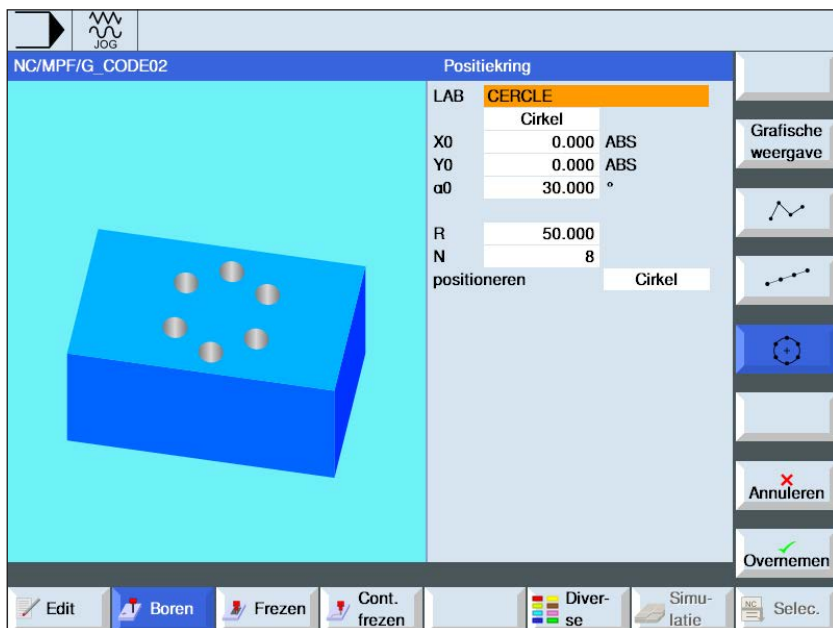 JOG
NC/MPF/G_CODE02
Positiekring
LAB CERCLE
Cirkel
X0 0.000 ABS
Y0 0.000 ABS
α0 30.000 °
R 50.000
N 8
positioneren Cirkel
Grafische
weergave
Annuleren
Overnemen
Edit
Boren
Frezen
Cont.
frezen
Diver-
se
Simu-
latie
NC
Selec.